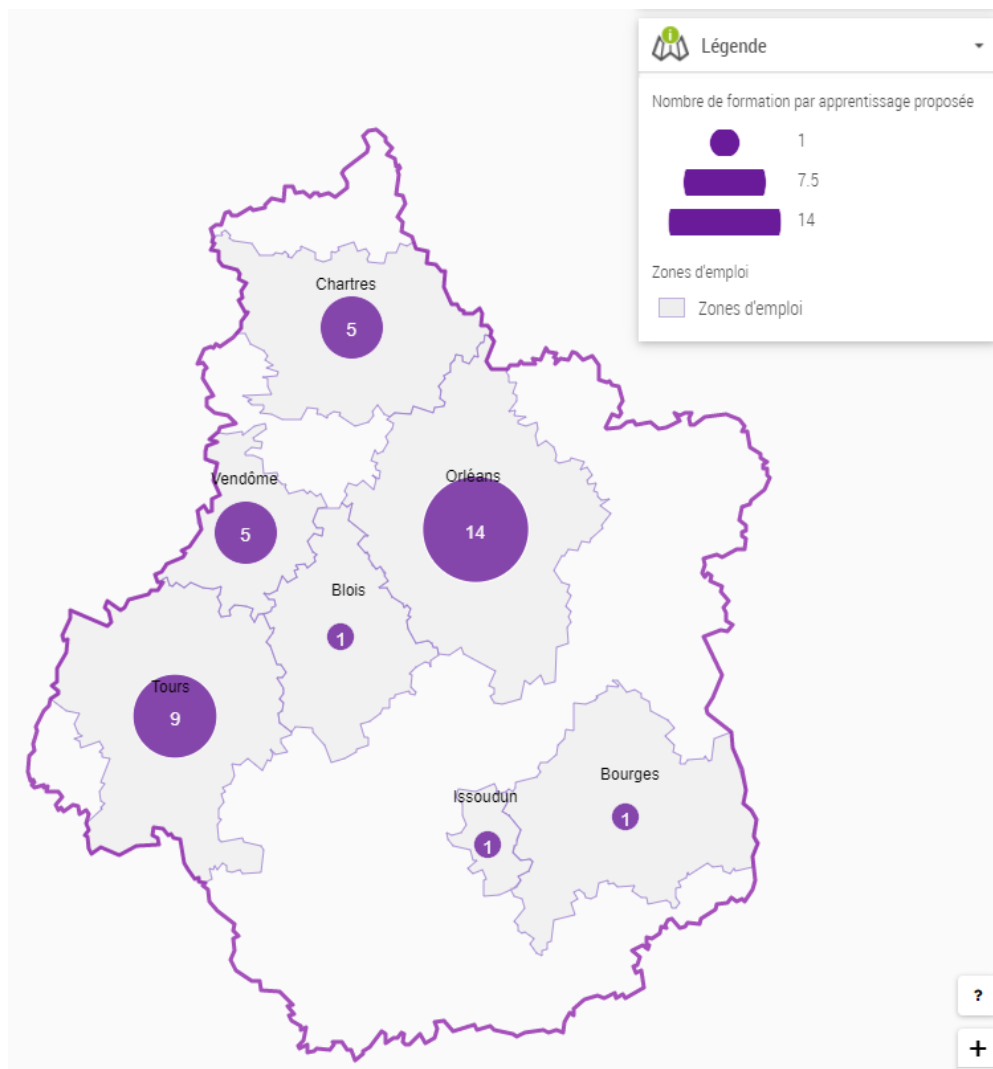 i
Légende
Nombre de formation par apprentissage proposée
1
7.5
14
Zones d'emploi
Zones d'emploi
Chartres
5
Vendôme
5
Orléans
14
Blois
1
Tours
9
Bourges
1
Issoudun
1
?
+